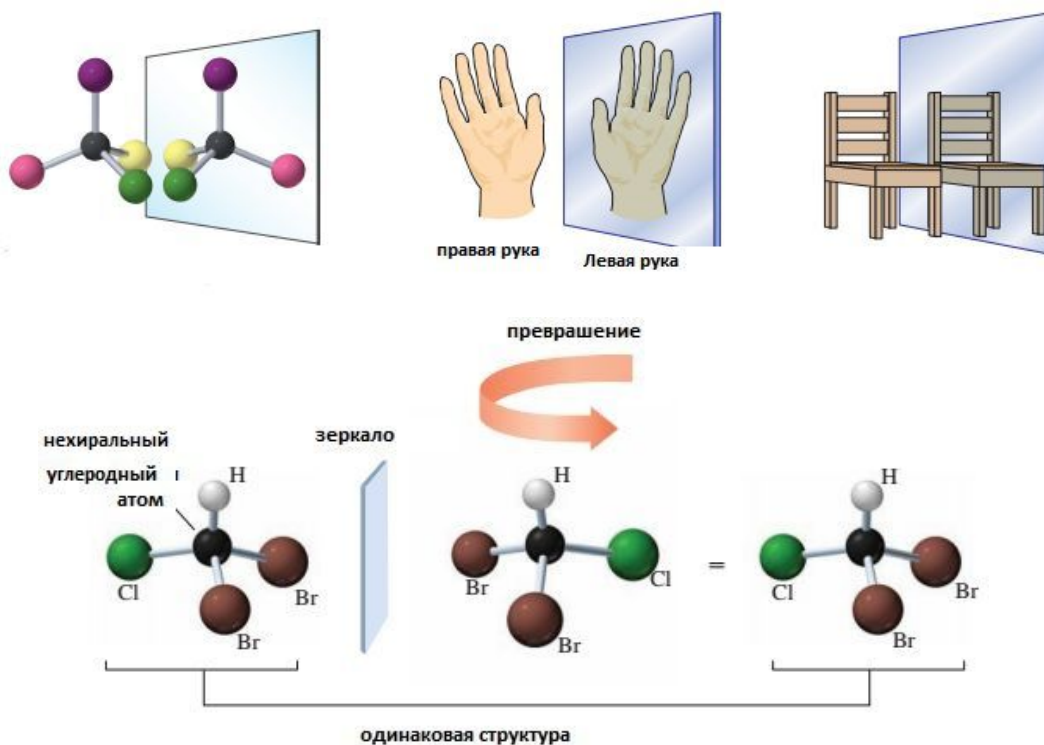 правая рука
Левая рука
превращение
нехиральный
углеродный
атом
зеркало
H
Cl
Br
Br
H
Br
Cl
Br
=
H
Cl
Br
Br
одинаковая структура